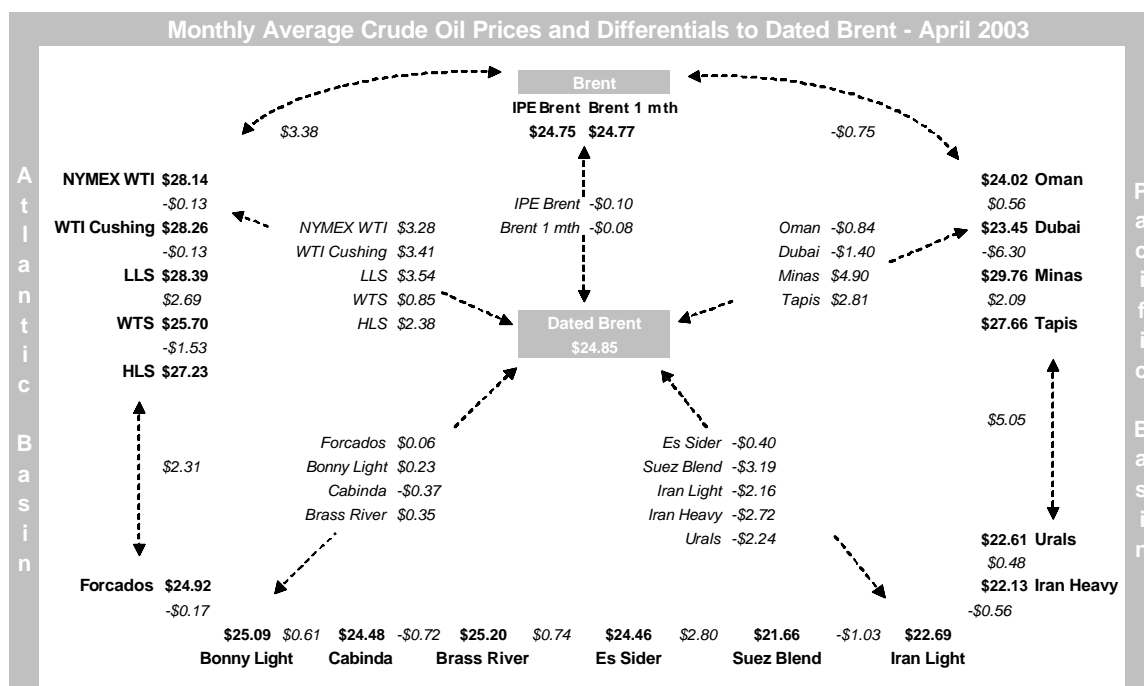 Monthly Average Crude Oil Prices and Differentials to Dated Brent - April 2003
Brent
IPE Brent Brent 1 mth
$3.38 $24.75 $24.77 -$0.75
NYMEX WTI $28.14 $24.02 Oman
-$0.13 IPE Brent -$0.10 $0.56
WTI Cushing $28.26 NYMEX WTI $3.28 Brent 1 mth -$0.08 Oman -$0.84 $23.45 Dubai
-$0.13 WTI Cushing $3.41 Dubai -$1.40 -$6.30
LLS $28.39 LLS $3.54 Minas $4.90 $29.76 Minas
$2.69 WTS $0.85 Tapis $2.81 $2.09
WTS $25.70 HLS $2.38 Dated Brent $27.66 Tapis
-$1.53 $24.85
HLS $27.23
$5.05
Forcados $0.06 Es Sider -$0.40
$2.31 Bonny Light $0.23 Suez Blend -$3.19
Cabinda -$0.37 Iran Light -$2.16
Brass River $0.35 Iran Heavy -$2.72
Urals -$2.24 $22.61 Urals
$0.48
Forcados $24.92 $22.13 Iran Heavy
-$0.17 -$0.56
$25.09 $0.61 $24.48 -$0.72 $25.20 $0.74 $24.46 $2.80 $21.66 -$1.03 $22.69
Bonny Light Cabinda Brass River Es Sider Suez Blend Iran Light
Atlantic Basin
Pacific Basin